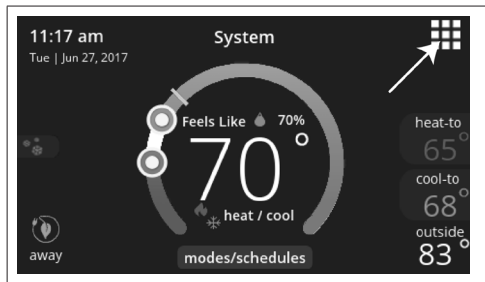 11:17 am
System
Tue | Jun 27, 2017
Feels Like 70%
70°
heat / cool
heat-to
65°
cool-to
68°
outside
83°
away
modes/schedules